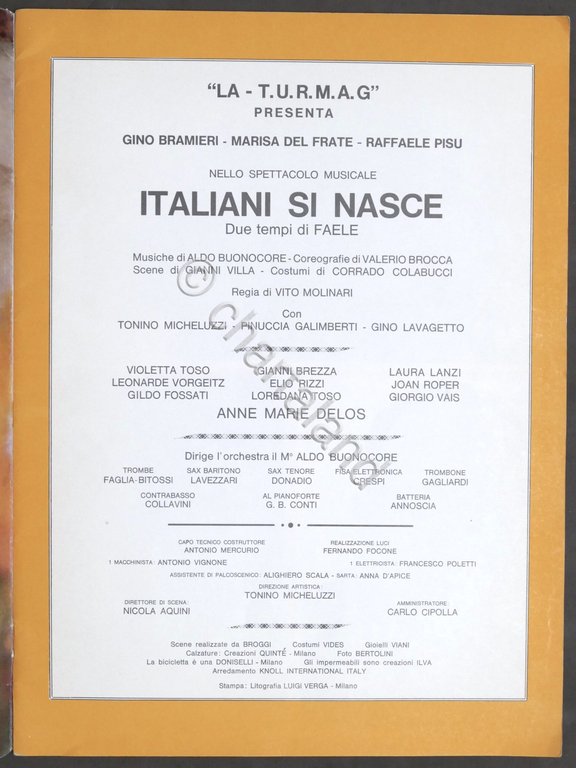 "LA - T.U.R.M.A.G"
PRESENTA
GINO BRAMIERI - MARISA DEL FRATE - RAFFAELE PISU
NELLO SPETTACOLO MUSICALE
ITALIANI SI NASCE
Due tempi di FAELE
Musiche di ALDO BUONOCORE - Coreografie di VALERIO BROCCA
Scene di GIANNI VILLA - Costumi di CORRADO COLABUCCI
Regia di VITO MOLINARI
Con
TONINO MICHELUZZI - PINUCCIA GALIMBERTI - GINO LAVAGETTO
VIOLETTA TOSO GIANNI BREZZA LAURA LANZI
LEONARDE VORGEITZ ELIO RIZZI JOAN ROPER
GILDO FOSSATI LOREDANA TOSO GIORGIO VAIS
ANNE MARIE DELOS
Dirige l'orchestra il M° ALDO BUONOCORE
TROMBE SAX BARITONO SAX TENORE FISA ELETTRONICA TROMBONE
FAGLIA-BITOSSI LAVEZZARI DONADIO CRESPI GAGLIARDI
CONTRABASSO AL PIANOFORTE BATTERIA
COLLAVINI G. B. CONTI ANNOSCIA
CAPO TECNICO COSTRUTTORE REALIZZAZIONE LUCI
ANTONIO MERCURIO FERNANDO FOCONE
1 MACCHINISTA: ANTONIO VIGNONE 1 ELETTRICISTA: FRANCESCO POLETTI
ASSISTENTE DI PALCOSCENICO: ALIGHIERO SCALA - SARTA: ANNA D'APICE
DIREZIONE ARTISTICA:
TONINO MICHELUZZI
DIRETTORE DI SCENA: AMMINISTRATORE:
NICOLA AQUINI CARLO CIPOLLA
Scene realizzate da BROGGI Costumi VIDES Gioielli VIANI
Calzature: Creazioni QUINTÉ - Milano Foto BERTOLINI
La bicicletta é una DONISELLI - Milano Gli impermeabili sono creazioni ILVA
Arredamento KNOLL INTERNATIONAL ITALY
Stampa: Litografia LUIGI VERGA - Milano
© chartaland